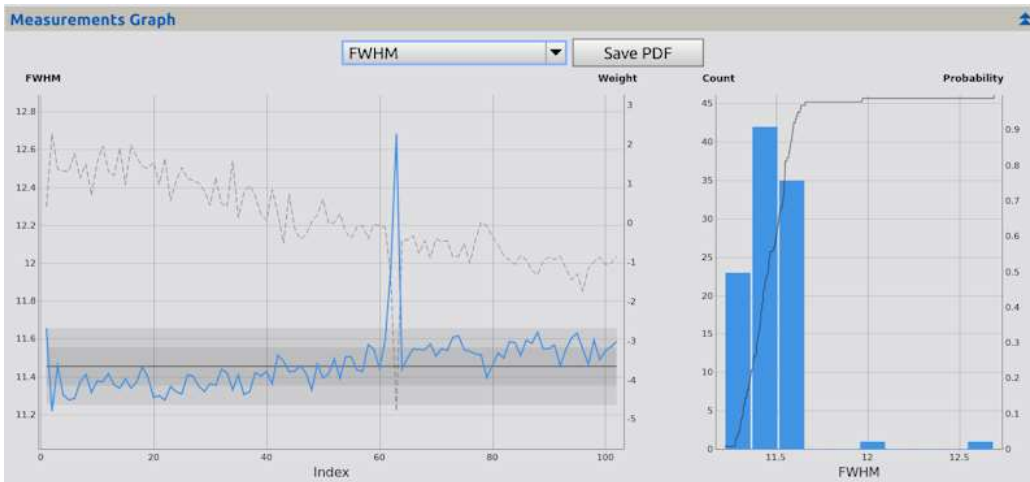 Measurements Graph
FWHM Save PDF
FWHM Weight Count Probability
12.8 3 45
12.6 2 40 0.9
12.4 1 35 0.8
12.2 0 30 0.7
12 -1 25 0.6
11.8 -2 20 0.5
11.6 -3 15 0.4
11.4 -4 10 0.3
11.2 -5 5 0.2
0 0.1
0
0 20 40 60 80 100 11.5 12 12.5
Index FWHM